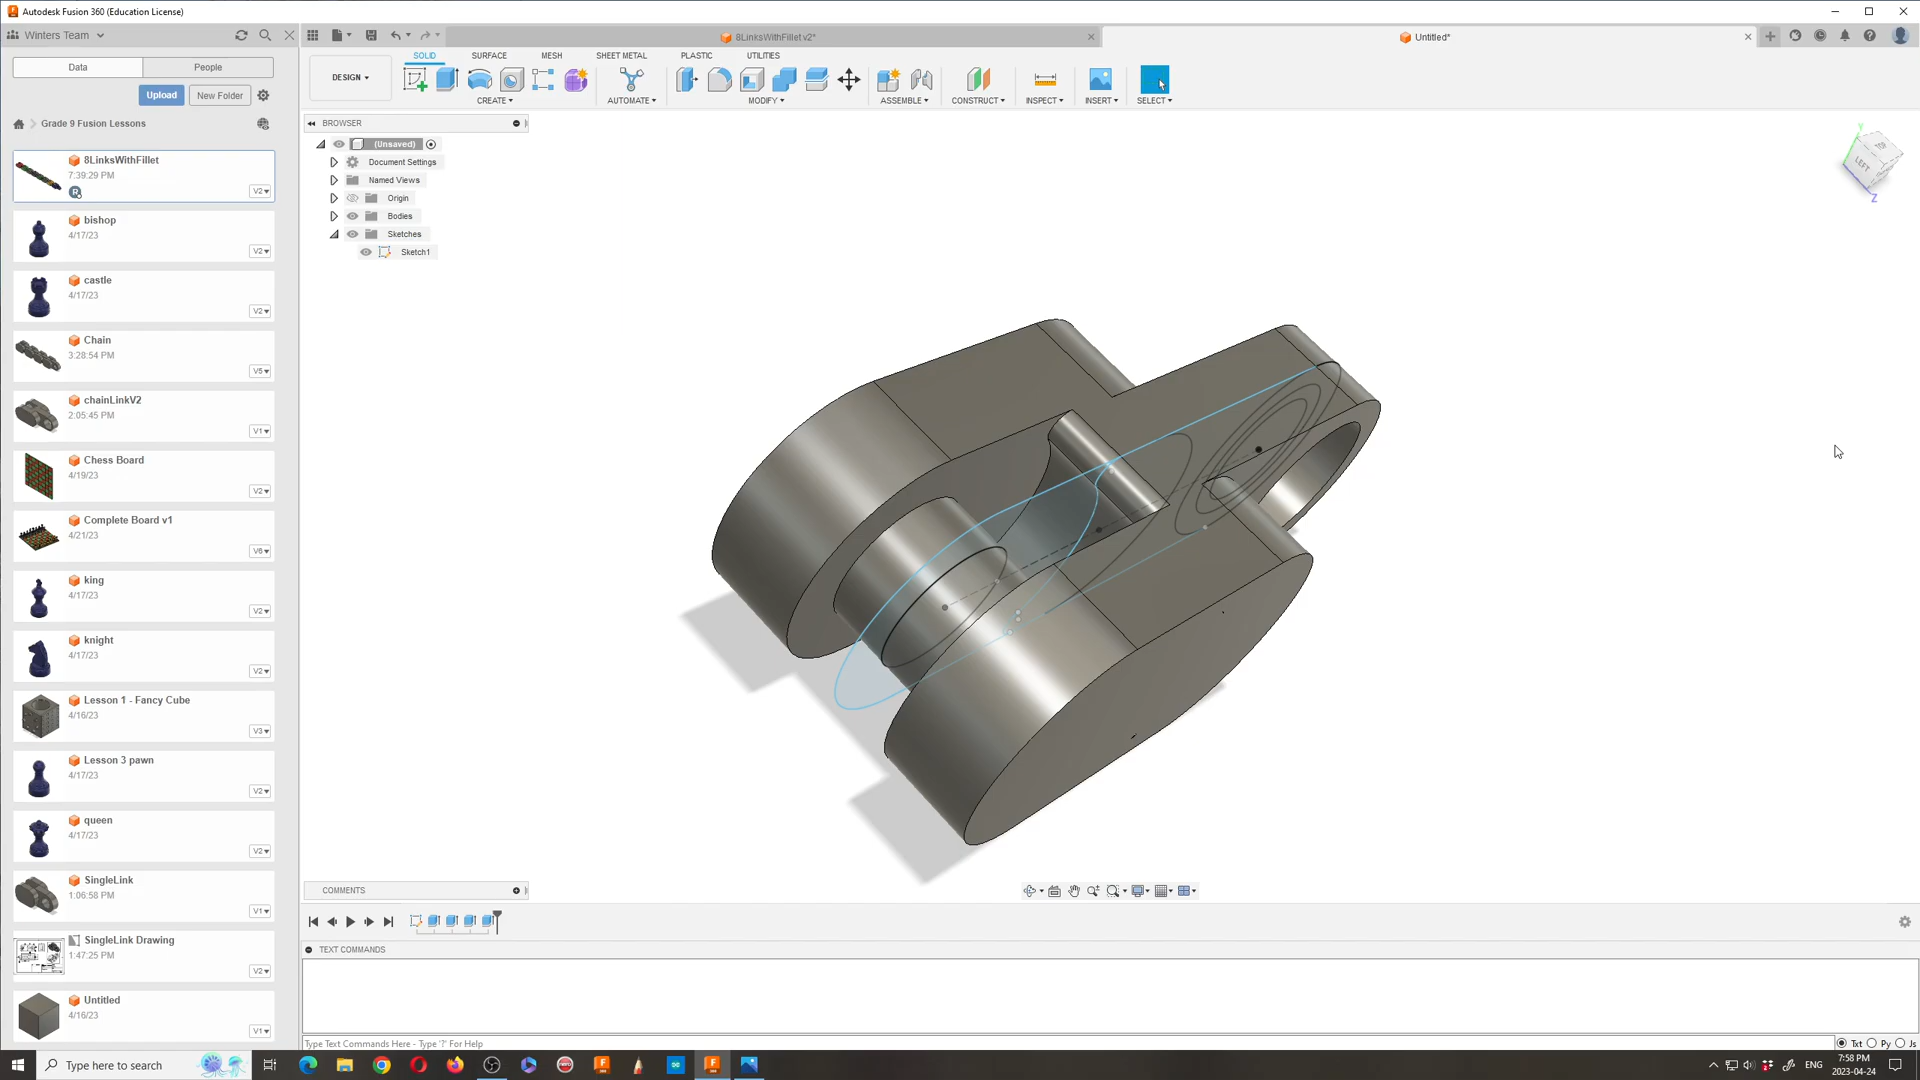 Autodesk Fusion 360 (Education License)
Winters Team
8LinksWithFillet v2*
Untitled*
Data
People
Upload
New Folder
Grade 9 Fusion Lessons
8LinksWithFillet
7:39:29 PM
R
V2
bishop
4/17/23
V2
castle
4/17/23
V2
Chain
3:28:54 PM
V5
chainLinkV2
2:05:45 PM
V1
Chess Board
4/19/23
V2
Complete Board v1
4/21/23
V6
king
4/17/23
V2
knight
4/17/23
V2
Lesson 1 - Fancy Cube
4/16/23
V3
Lesson 3 pawn
4/17/23
V2
queen
4/17/23
V2
SingleLink
1:06:58 PM
V1
SingleLink Drawing
1:47:25 PM
V2
Untitled
4/16/23
V1
DESIGN
SOLID
SURFACE
MESH
SHEET METAL
PLASTIC
UTILITIES
CREATE
AUTOMATE
MODIFY
ASSEMBLE
CONSTRUCT
INSPECT
INSERT
SELECT
BROWSER
(Unsaved)
Document Settings
Named Views
Origin
Bodies
Sketches
Sketch1
Y
LEFT
Z
COMMENTS
TEXT COMMANDS
Type Text Commands Here - Type '?' For Help
Txt Py Js
Type here to search
ENG
7:58 PM
2023-04-24